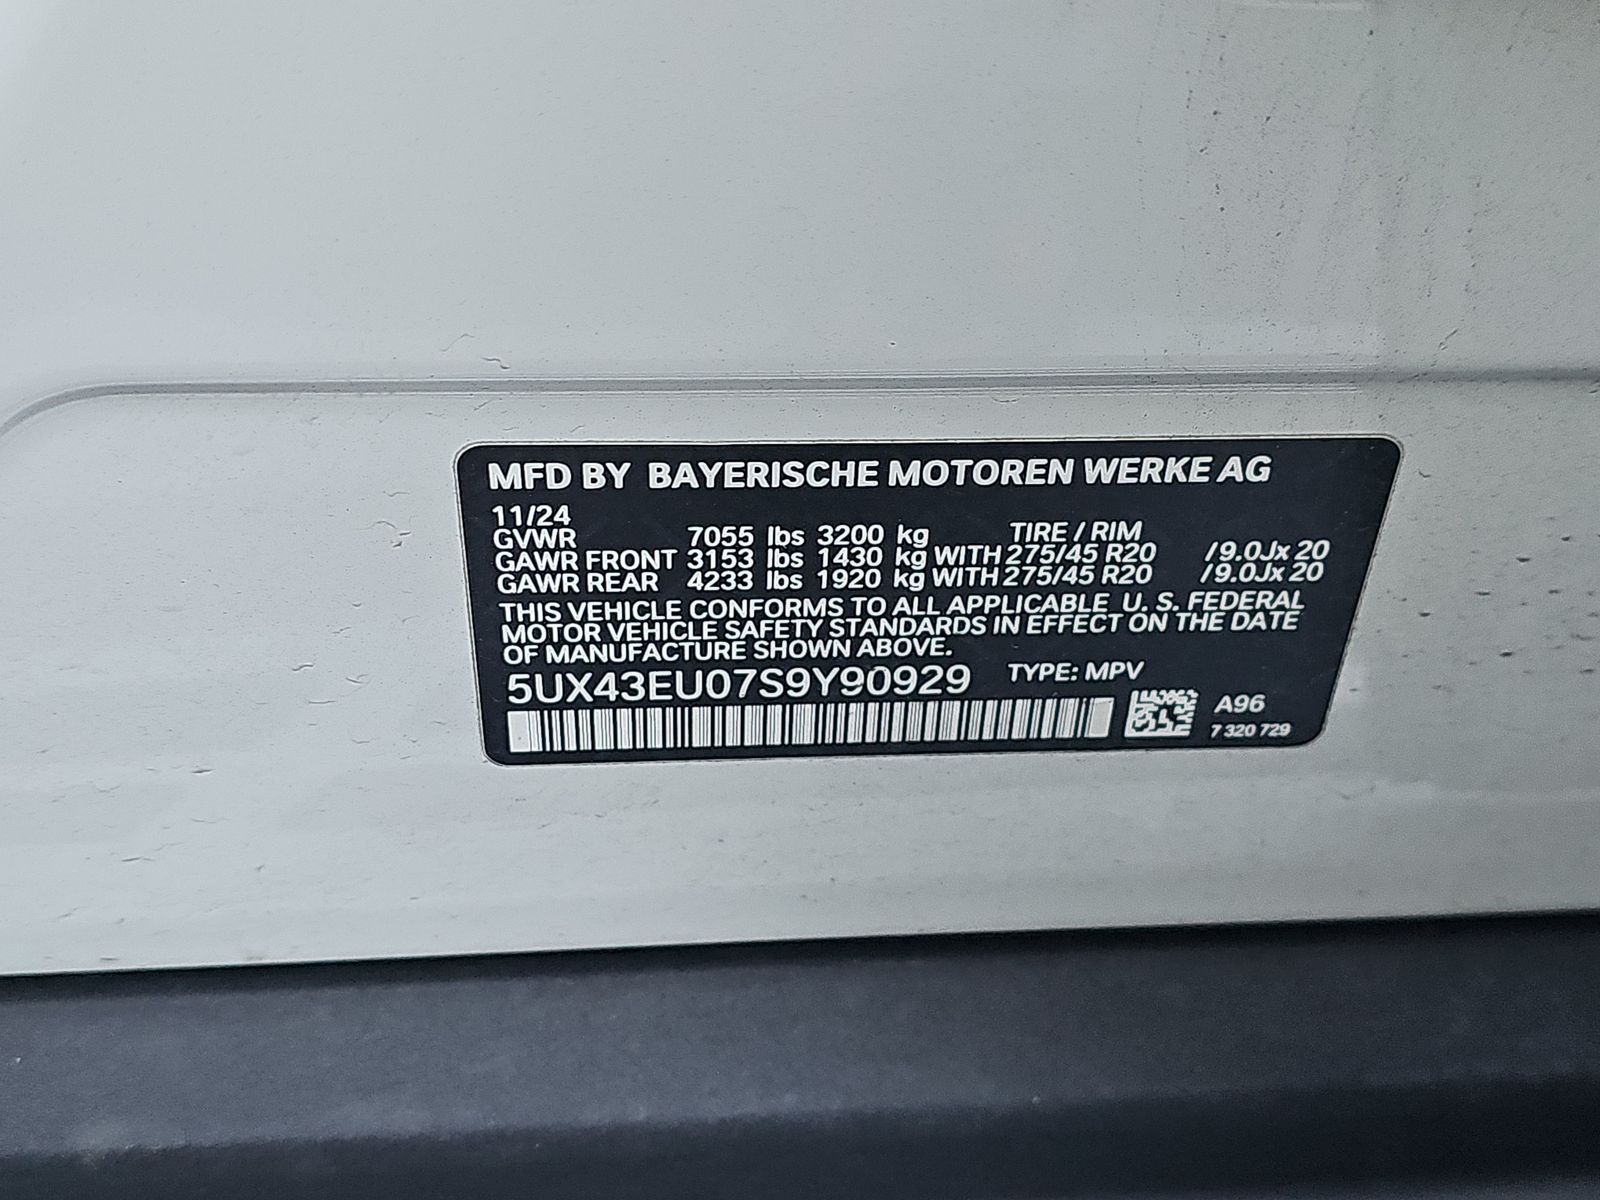 MFD BY BAYERISCHE MOTOREN WERKE AG
11/24
GVWR 7055 lbs 3200 kg TIRE / RIM
GAWR FRONT 3153 lbs 1430 kg WITH 275/45 R20 / 9.0Jx 20
GAWR REAR 4233 lbs 1920 kg WITH 275/45 R20 / 9.0Jx 20
THIS VEHICLE CONFORMS TO ALL APPLICABLE U. S. FEDERAL
MOTOR VEHICLE SAFETY STANDARDS IN EFFECT ON THE DATE
OF MANUFACTURE SHOWN ABOVE.
5UX43EU07S9Y90929 TYPE: MPV
A96
7 320 729